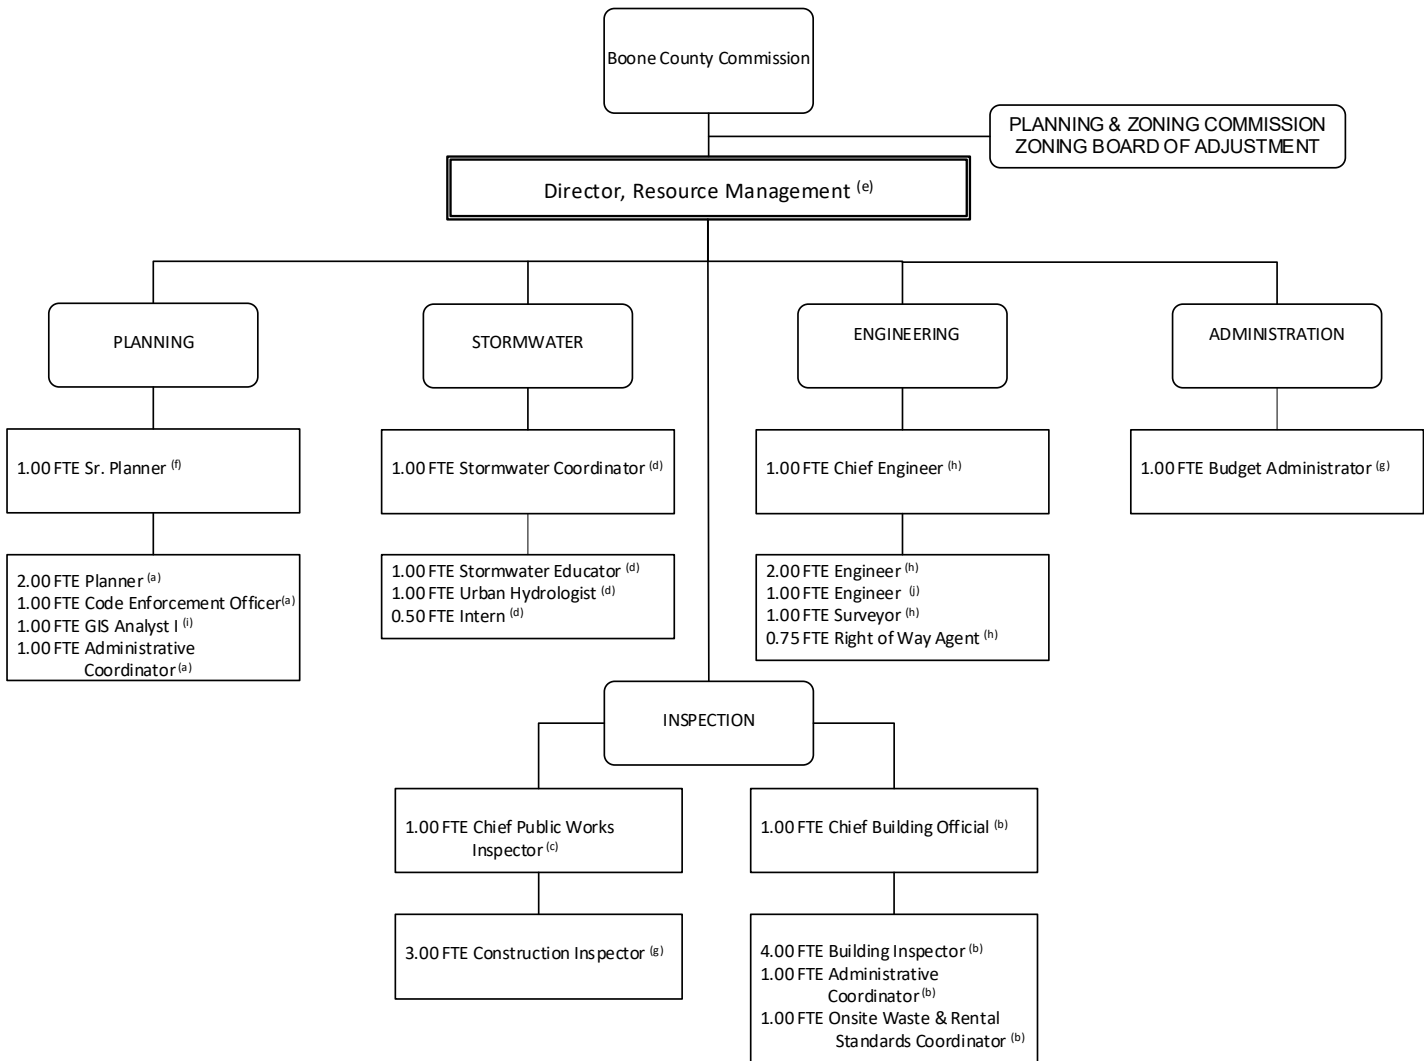 Boone County Commission
PLANNING & ZONING COMMISSION
ZONING BOARD OF ADJUSTMENT
Director, Resource Management (e)
PLANNING
STORMWATER
ENGINEERING
ADMINISTRATION
1.00 FTE Sr. Planner (f)
1.00 FTE Stormwater Coordinator (d)
1.00 FTE Chief Engineer (h)
1.00 FTE Budget Administrator (g)
2.00 FTE Planner (a)
1.00 FTE Code Enforcement Officer(a)
1.00 FTE GIS Analyst I (i)
1.00 FTE Administrative
Coordinator (a)
1.00 FTE Stormwater Educator (d)
1.00 FTE Urban Hydrologist (d)
0.50 FTE Intern (d)
2.00 FTE Engineer (h)
1.00 FTE Engineer (j)
1.00 FTE Surveyor (h)
0.75 FTE Right of Way Agent (h)
INSPECTION
1.00 FTE Chief Public Works
Inspector (c)
1.00 FTE Chief Building Official (b)
3.00 FTE Construction Inspector (g)
4.00 FTE Building Inspector (b)
1.00 FTE Administrative
Coordinator (b)
1.00 FTE Onsite Waste & Rental
Standards Coordinator (b)